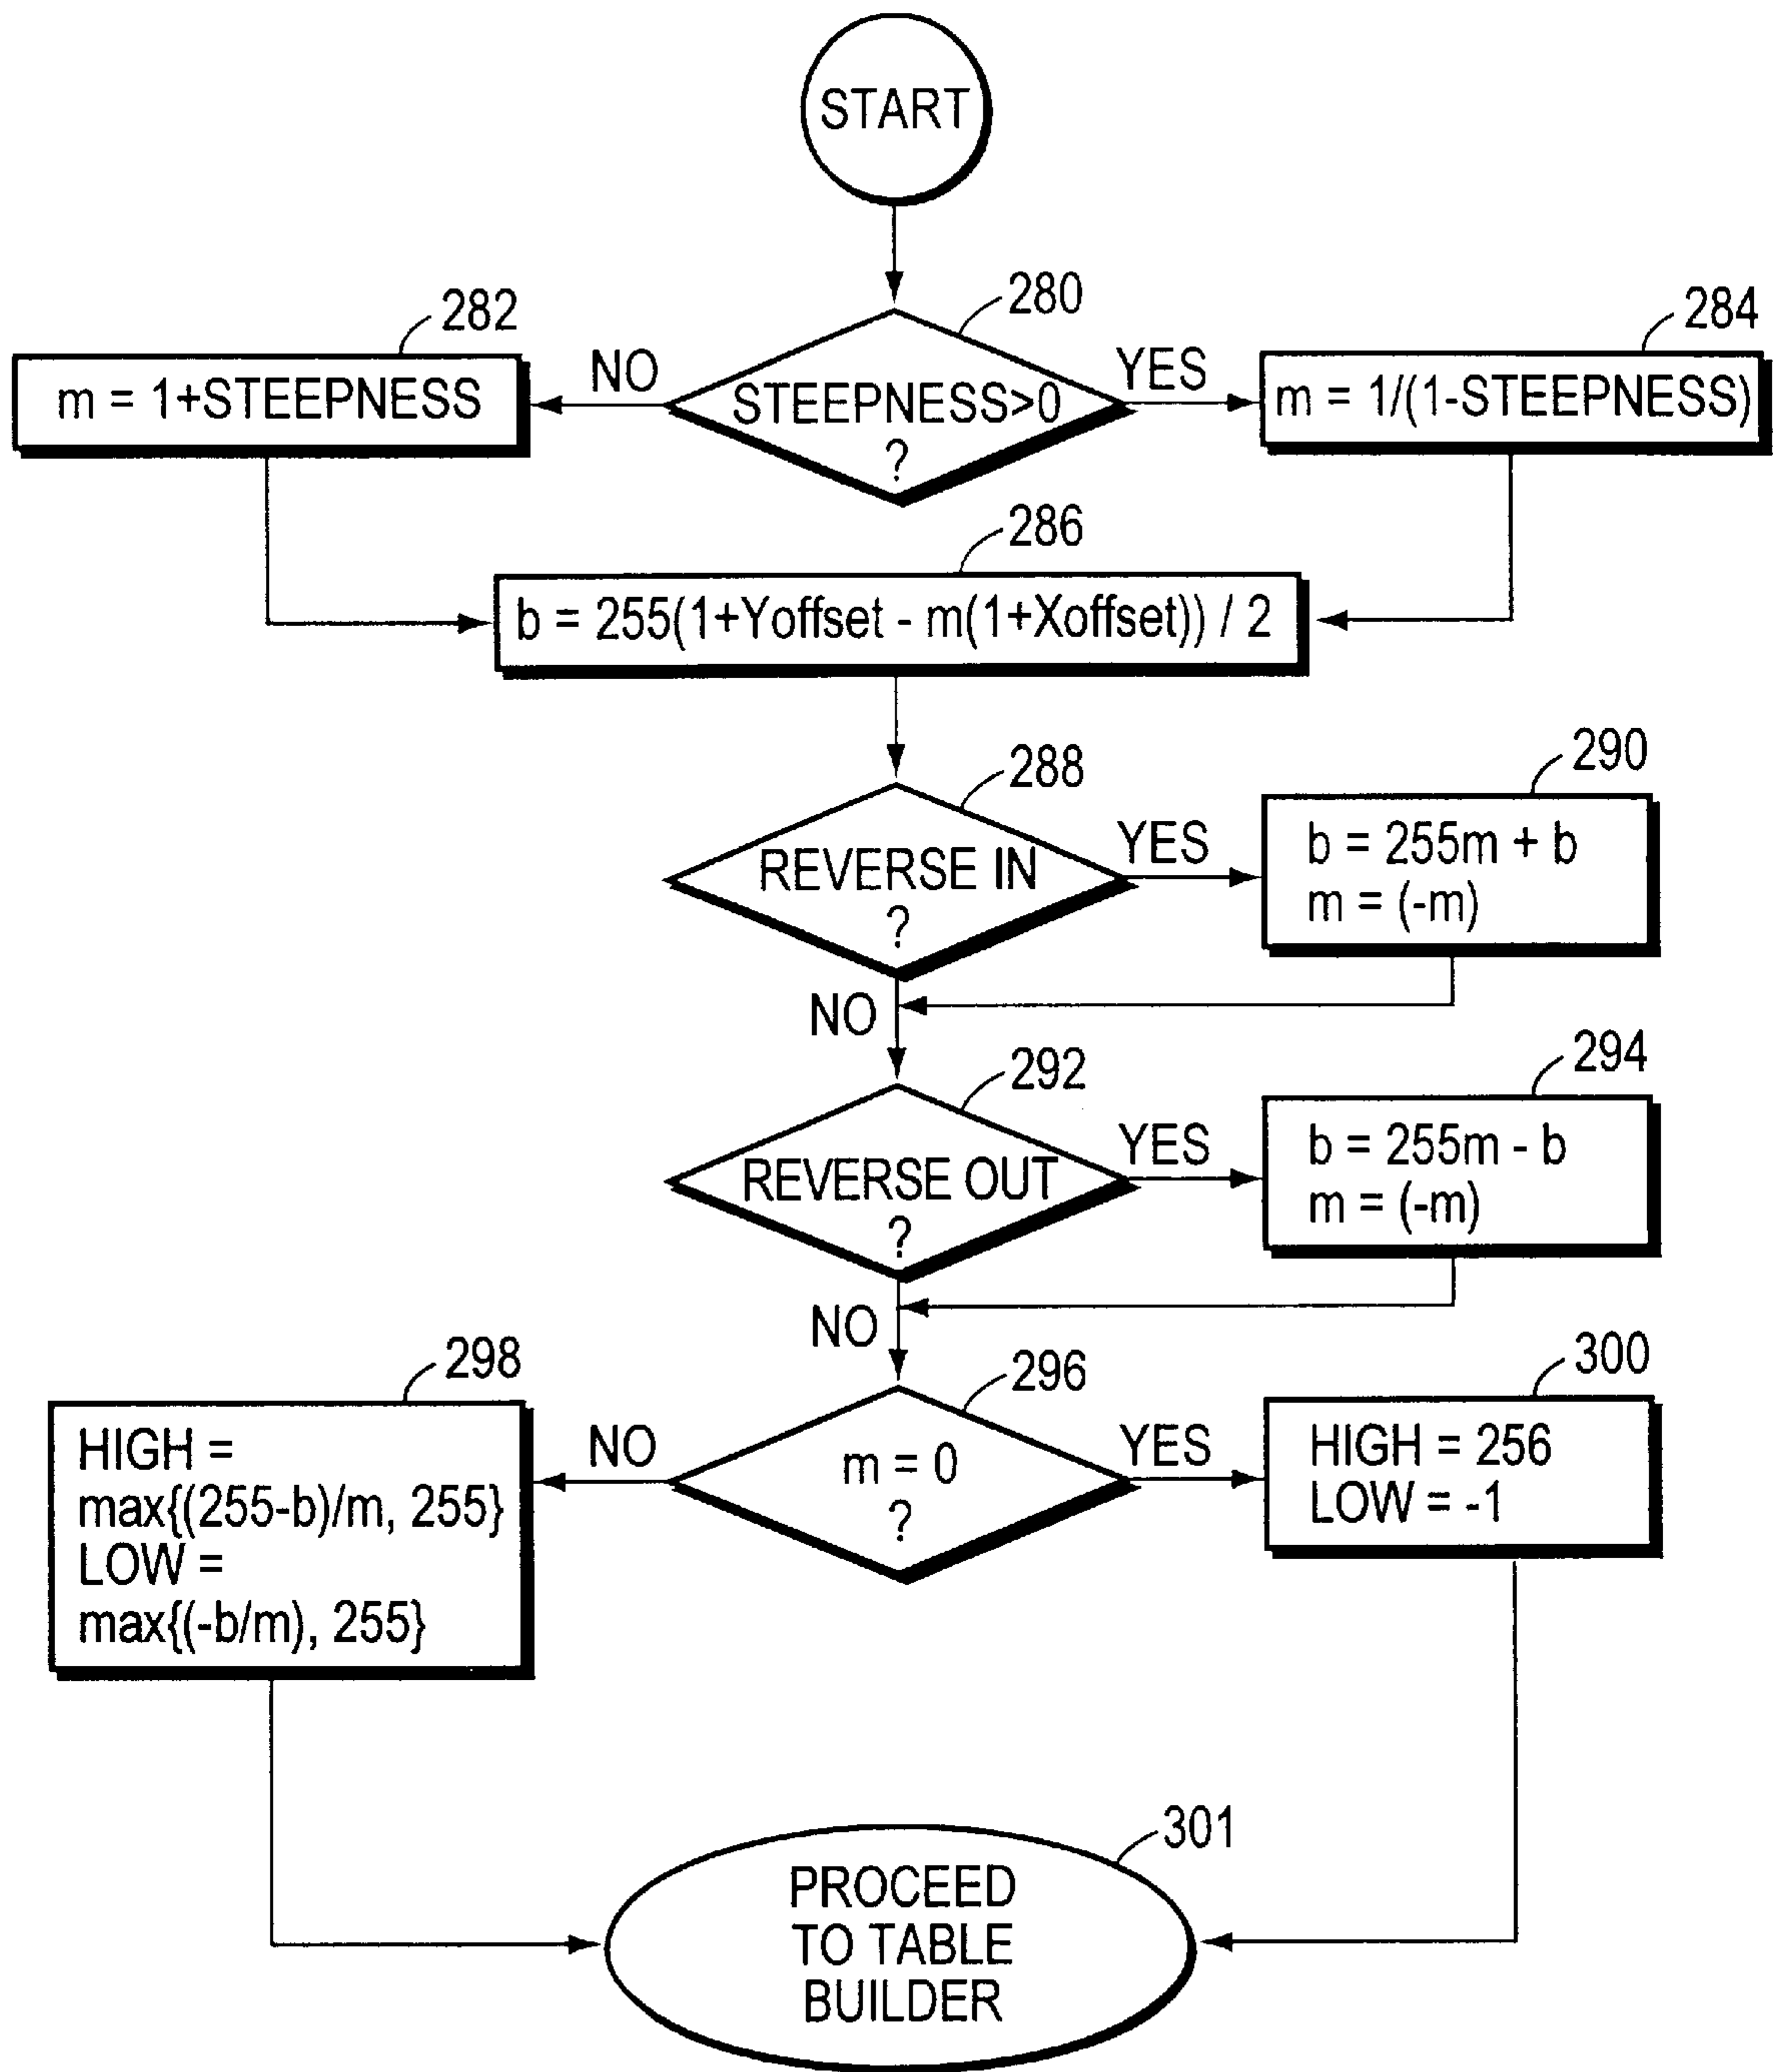 START
280
282
284
NO
YES
m = 1+STEEPNESS
STEEPNESS>0
?
m = 1/(1-STEEPNESS)
286
b = 255(1+Yoffset - m(1+Xoffset)) / 2
288
290
REVERSE IN
?
YES
b = 255m + b
m = (-m)
NO
292
294
REVERSE OUT
?
YES
b = 255m - b
m = (-m)
NO
296
298
300
HIGH =
max{(255-b)/m, 255}
LOW =
max{(-b/m), 255}
NO
m = 0
?
YES
HIGH = 256
LOW = -1
301
PROCEED
TO TABLE
BUILDER